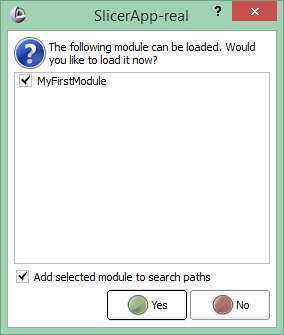 SlicerApp-real
?
The following module can be loaded. Would
you like to load it now?
MyFirstModule
Add selected module to search paths
Yes
No